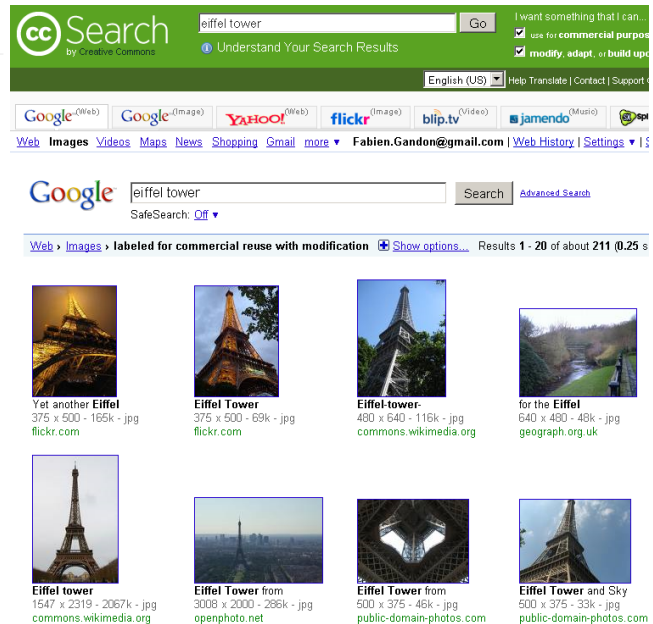 cc Search
by Creative Commons
eiffel tower
Go
Understand Your Search Results
I want something that I can...
use for commercial purpos
modify, adapt, or build upo
English (US)
Help Translate | Contact | Support
Google (Web)
Google (Image)
YAHOO! (Web)
flickr (Image)
blip.tv (Video)
jamendo (Music)
Spi
Web Images Videos Maps News Shopping Gmail more ▼ Fabien.Gandon@gmail.com | Web History | Settings ▼ |
Google
eiffel tower
Search
Advanced Search
SafeSearch: Off ▼
Web › Images › labeled for commercial reuse with modification Show options... Results 1 - 20 of about 211 (0.25 s
Yet another Eiffel
375 x 500 - 165k - jpg
flickr.com
Eiffel Tower
375 x 500 - 69k - jpg
flickr.com
Eiffel-tower-
480 x 640 - 116k - jpg
commons.wikimedia.org
for the Eiffel
640 x 480 - 48k - jpg
geograph.org.uk
Eiffel tower
1547 x 2319 - 2067k - jpg
commons.wikimedia.org
Eiffel Tower from
3008 x 2000 - 286k - jpg
openphoto.net
Eiffel Tower from
500 x 375 - 46k - jpg
public-domain-photos.com
Eiffel Tower and Sky
500 x 375 - 33k - jpg
public-domain-photos.com